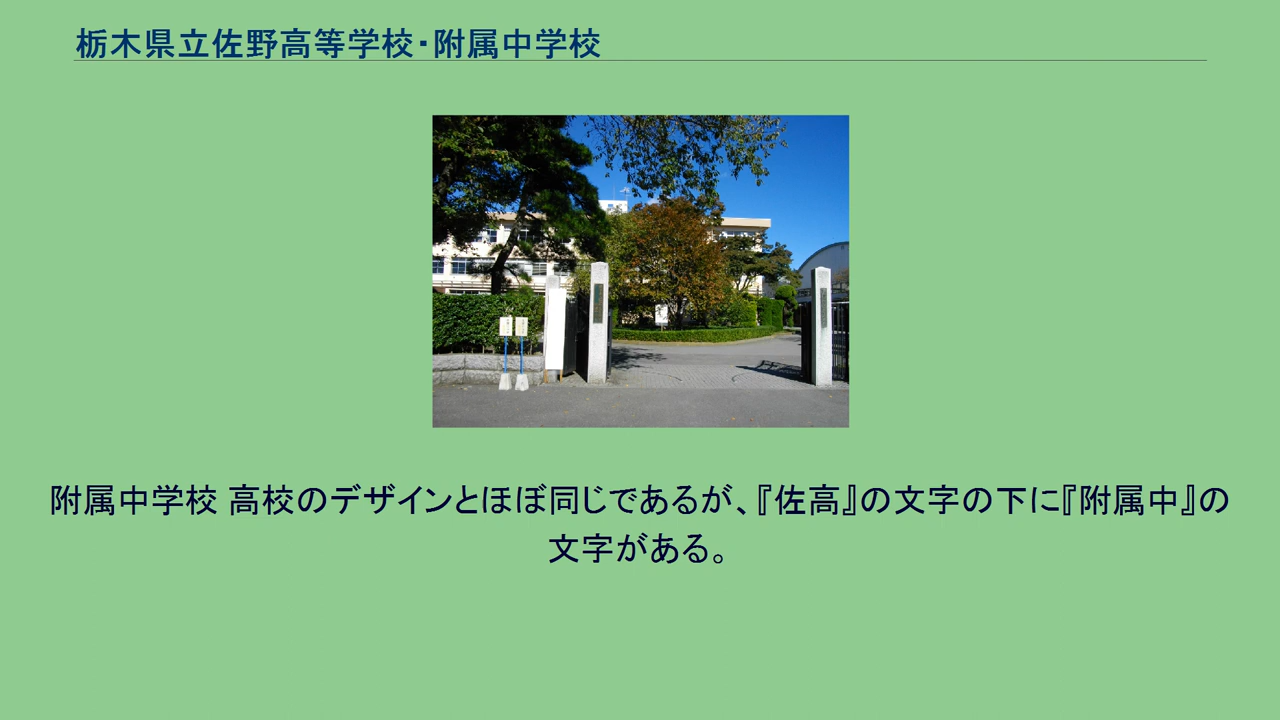 栃木県立佐野高等学校・附属中学校
附属中学校 高校のデザインとほぼ同じであるが、『佐高』の文字の下に『附属中』の
文字がある。